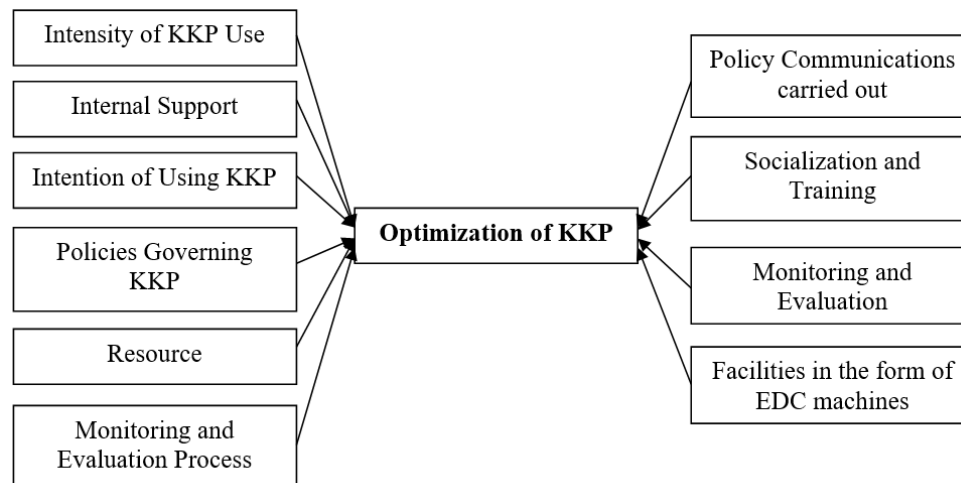 Intensity of KKP Use
Internal Support
Intention of Using KKP
Policies Governing
KKP
Resource
Monitoring and
Evaluation Process
Optimization of KKP
Policy Communications
carried out
Socialization and
Training
Monitoring and
Evaluation
Facilities in the form of
EDC machines